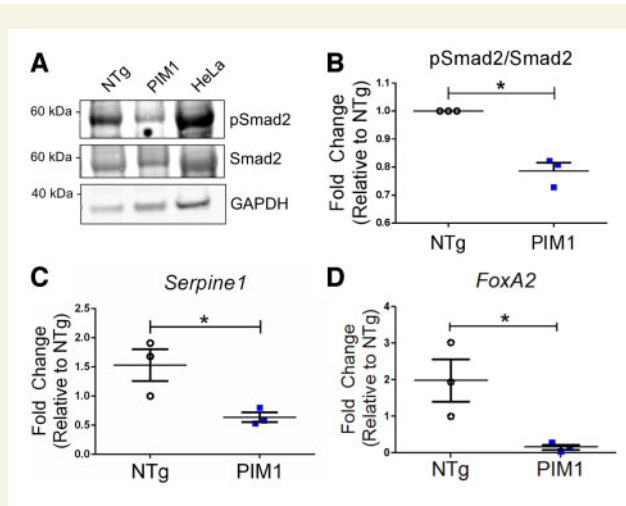 A
NTg PIM1 HeLa
60 kDa
pSmad2
60 kDa
Smad2
40 kDa
GAPDH
B
pSmad2/Smad2
Fold Change
(Relative to NTg)
1.1
1.0
0.9
0.8
0.7
0.6
*
NTg PIM1
C
Serpine1
Fold Change
(Relative to NTg)
2.5
2.0
1.5
1.0
0.5
0.0
*
NTg PIM1
D
FoxA2
Fold Change
(Relative to NTg)
4
3
2
1
0
*
NTg PIM1